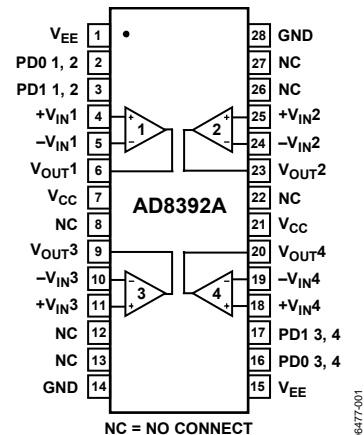 VEE 1 28 GND
PD0 1, 2 2 27 NC
PD1 1, 2 3 26 NC
+VIN1 4 + + 25 +VIN2
1 2
–VIN1 5 – – 24 –VIN2
VOUT1 6 23 VOUT2
VCC 7 22 NC
AD8392A
NC 8 21 VCC
VOUT3 9 20 VOUT4
–VIN3 10 – – 19 –VIN4
3 4
+VIN3 11 + + 18 +VIN4
NC 12 17 PD1 3, 4
NC 13 16 PD0 3, 4
GND 14 15 VEE
NC = NO CONNECT
6477-001